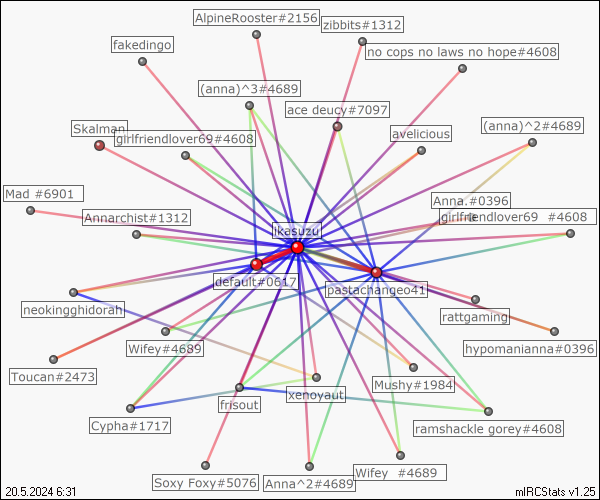 AlpineRooster#2156
zibbits#1312
fakedingo
no cops no laws no hope#4608
(anna)^3#4689
ace deucy#7097
Skalman
girlfriendlover69#4608
avelicious
(anna)^2#4689
Mad #6901
Annarchist#1312
Anna.#0396
girlfriendlover69 #4608
ikasuzu
default#0617
pastachangeo41
neokingghidorah
rattgaming
Wifey#4689
hypomanianna#0396
Toucan#2473
Mushy#1984
xenoyaut
frisout
Cypha#1717
ramshackle gorey#4608
Soxy Foxy#5076
Anna^2#4689
Wifey #4689
20.5.2024 6:31
mIRCStats v1.25